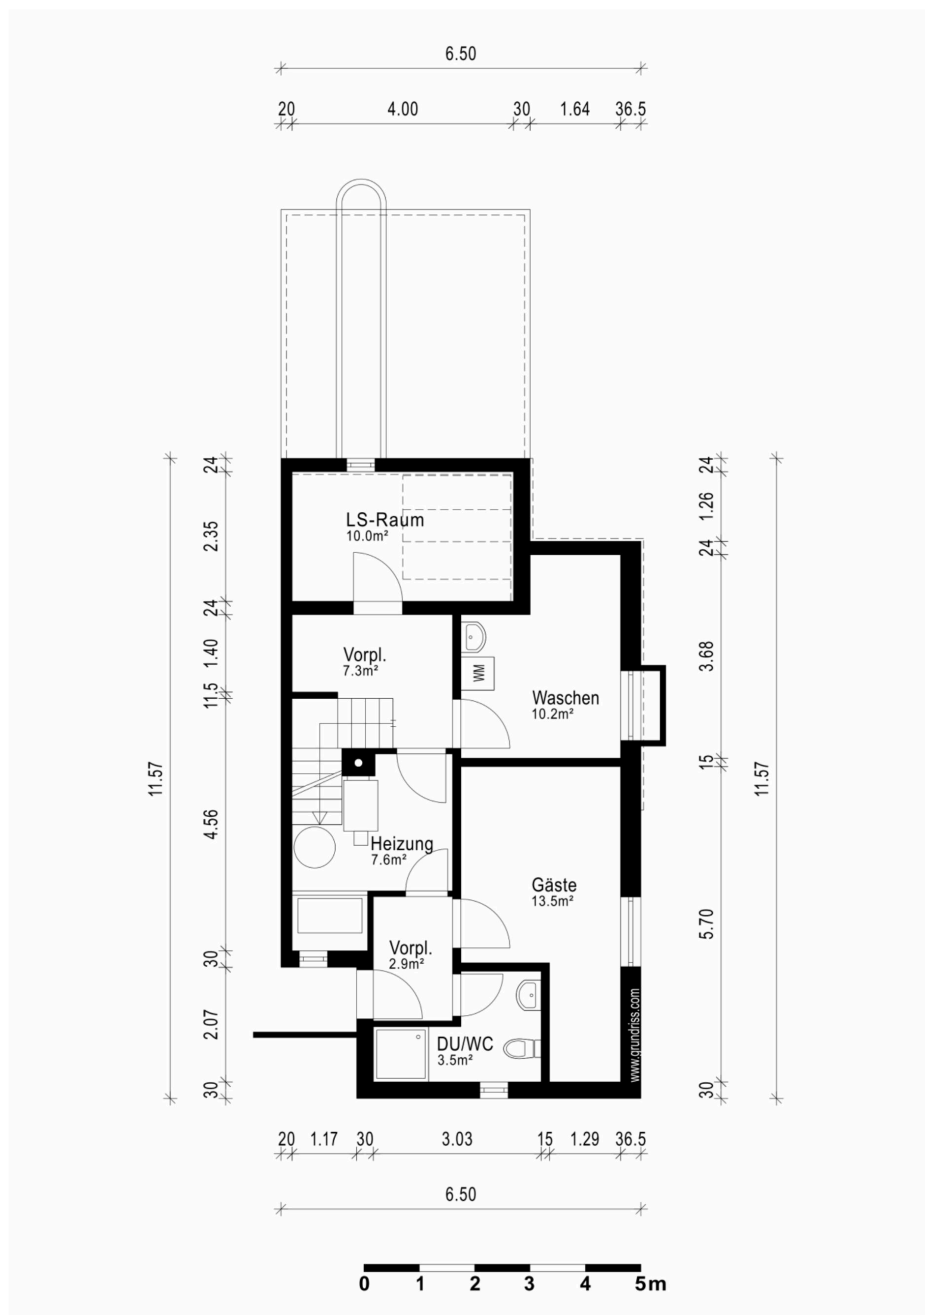 6.50
20 4.00 30 1.64 36.5
24
2.35
24
1.40
11.5
4.56
30
2.07
30
11.57
LS-Raum
10.0m²
Vorpl.
7.3m²
WM
Waschen
10.2m²
Heizung
7.6m²
Gäste
13.5m²
Vorpl.
2.9m²
DU/WC
3.5m²
www.grundriss.com
24
1.26
24
3.68
15
5.70
30
11.57
20 1.17 30 3.03 15 1.29 36.5
6.50
0 1 2 3 4 5m